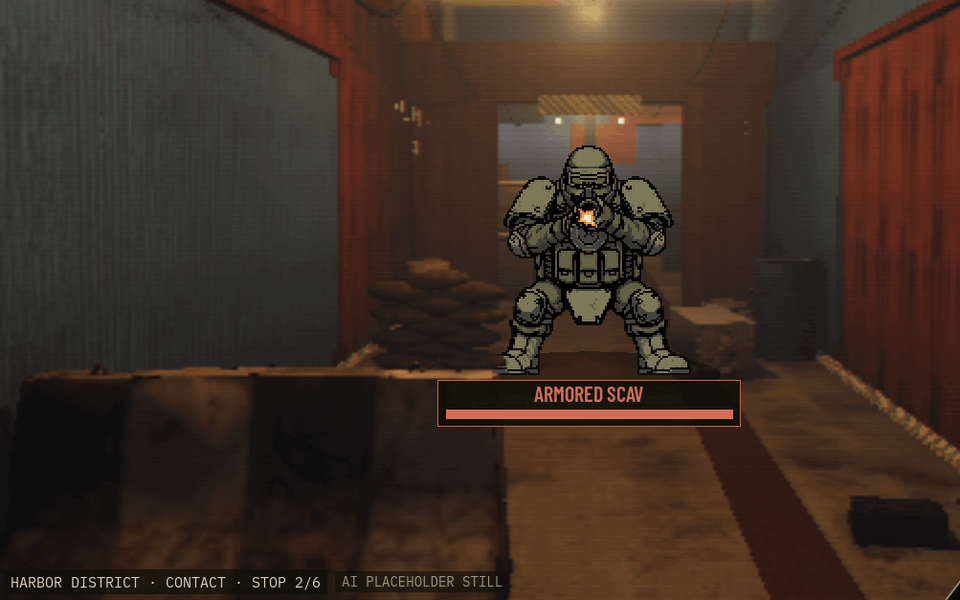 ARMORED SCAV
HARBOR DISTRICT · CONTACT · STOP 2/6
AI PLACEHOLDER STILL